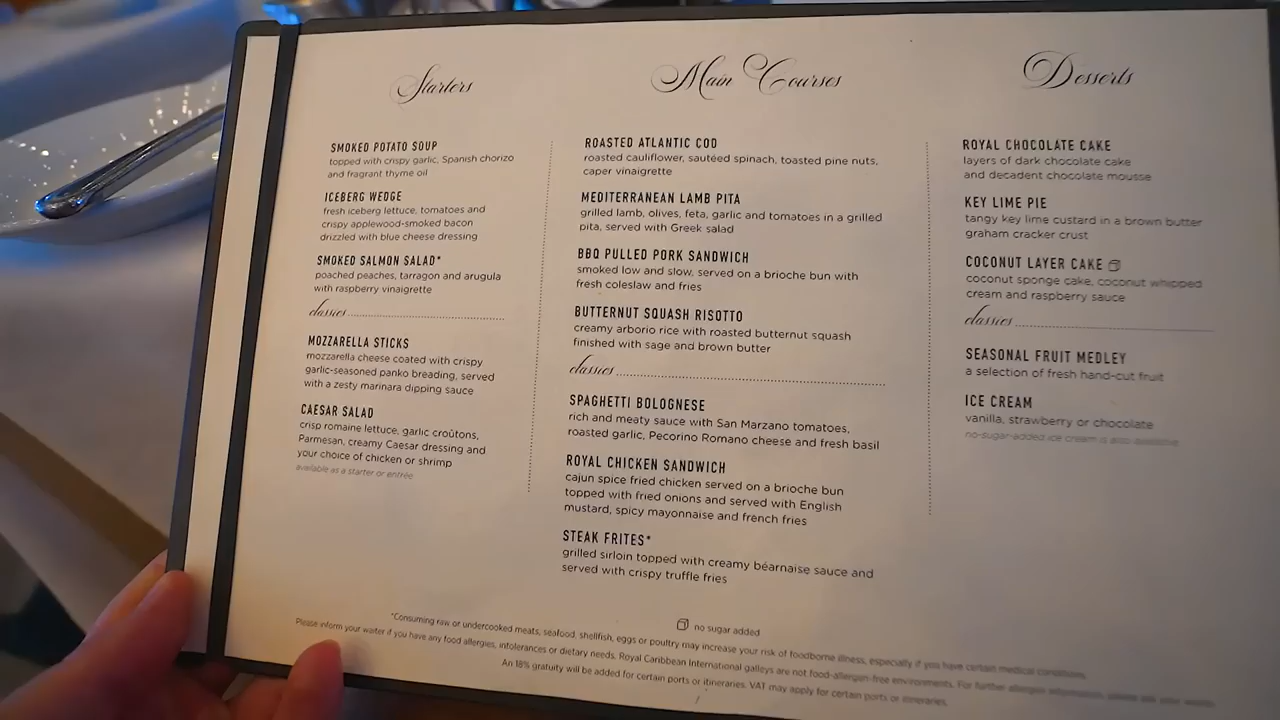 Starters
SMOKED POTATO SOUP
topped with crispy garlic, Spanish chorizo
and fragrant thyme oil
ICEBERG WEDGE
fresh iceberg lettuce, tomatoes and
crispy applewood-smoked bacon
drizzled with blue cheese dressing
SMOKED SALMON SALAD*
poached peaches, tarragon and arugula
with raspberry vinaigrette
classics
MOZZARELLA STICKS
mozzarella cheese coated with crispy
garlic-seasoned panko breading, served
with a zesty marinara dipping sauce
CAESAR SALAD
crisp romaine lettuce, garlic croûtons,
Parmesan, creamy Caesar dressing and
your choice of chicken or shrimp
available as a starter or entrée
Main Courses
ROASTED ATLANTIC COD
roasted cauliflower, sautéed spinach, toasted pine nuts,
caper vinaigrette
MEDITERRANEAN LAMB PITA
grilled lamb, olives, feta, garlic and tomatoes in a grilled
pita, served with Greek salad
BBQ PULLED PORK SANDWICH
smoked low and slow, served on a brioche bun with
fresh coleslaw and fries
BUTTERNUT SQUASH RISOTTO
creamy arborio rice with roasted butternut squash
finished with sage and brown butter
classics
SPAGHETTI BOLOGNESE
rich and meaty sauce with San Marzano tomatoes,
roasted garlic, Pecorino Romano cheese and fresh basil
ROYAL CHICKEN SANDWICH
cajun spice fried chicken served on a brioche bun
topped with fried onions and served with English
mustard, spicy mayonnaise and french fries
STEAK FRITES*
grilled sirloin topped with creamy béarnaise sauce and
served with crispy truffle fries
Desserts
ROYAL CHOCOLATE CAKE
layers of dark chocolate cake
and decadent chocolate mousse
KEY LIME PIE
tangy key lime custard in a brown butter
graham cracker crust
COCONUT LAYER CAKE
coconut sponge cake, coconut whipped
cream and raspberry sauce
classics
SEASONAL FRUIT MEDLEY
a selection of fresh hand-cut fruit
ICE CREAM
vanilla, strawberry or chocolate
no-sugar-added ice cream is also available
no sugar added
*Consuming raw or undercooked meats, seafood, shellfish, eggs or poultry may increase your risk of foodborne illness, especially if you have certain medical conditions.
Please inform your waiter if you have any food allergies, intolerances or dietary needs. Royal Caribbean International galleys are not food-allergen-free environments. For further allergen information, please ask your waiter.
An 18% gratuity will be added for certain ports or itineraries. VAT may apply for certain ports or itineraries.